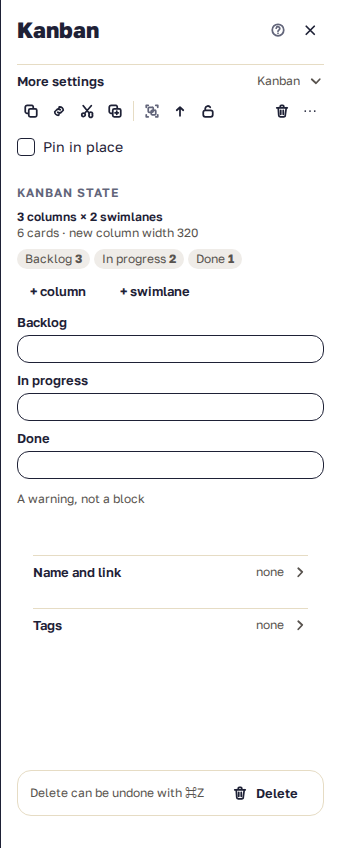 Kanban
More settings
Kanban
Pin in place
KANBAN STATE
3 columns × 2 swimlanes
6 cards · new column width 320
Backlog 3 In progress 2 Done 1
+ column + swimlane
Backlog
In progress
Done
A warning, not a block
Name and link none
Tags none
Delete can be undone with ⌘Z Delete